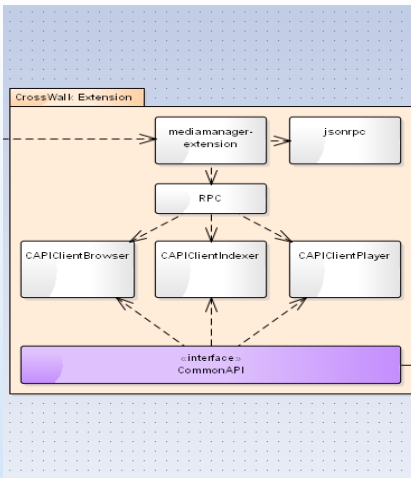 CrossWalk Extension
mediamanager-
extension
jsonrpc
RPC
CAPIClientBrowser
CAPIClientIndexer
CAPIClientPlayer
«interface»
CommonAPI